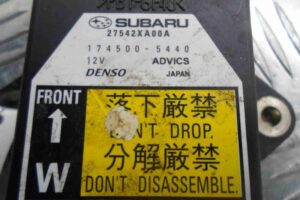 SUBARU
27542XA00A
174500-5440
12V ADVICS
DENSO JAPAN
FRONT
落下厳禁
DON'T DROP.
分解厳禁
W
DON'T DISASSEMBLE.